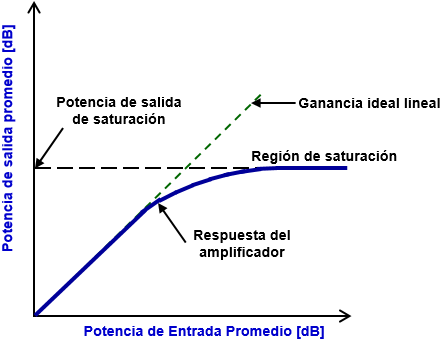 Potencia de salida promedio [dB]
Potencia de salida
de saturación
Ganancia ideal lineal
Región de saturación
Respuesta del
amplificador
Potencia de Entrada Promedio [dB]